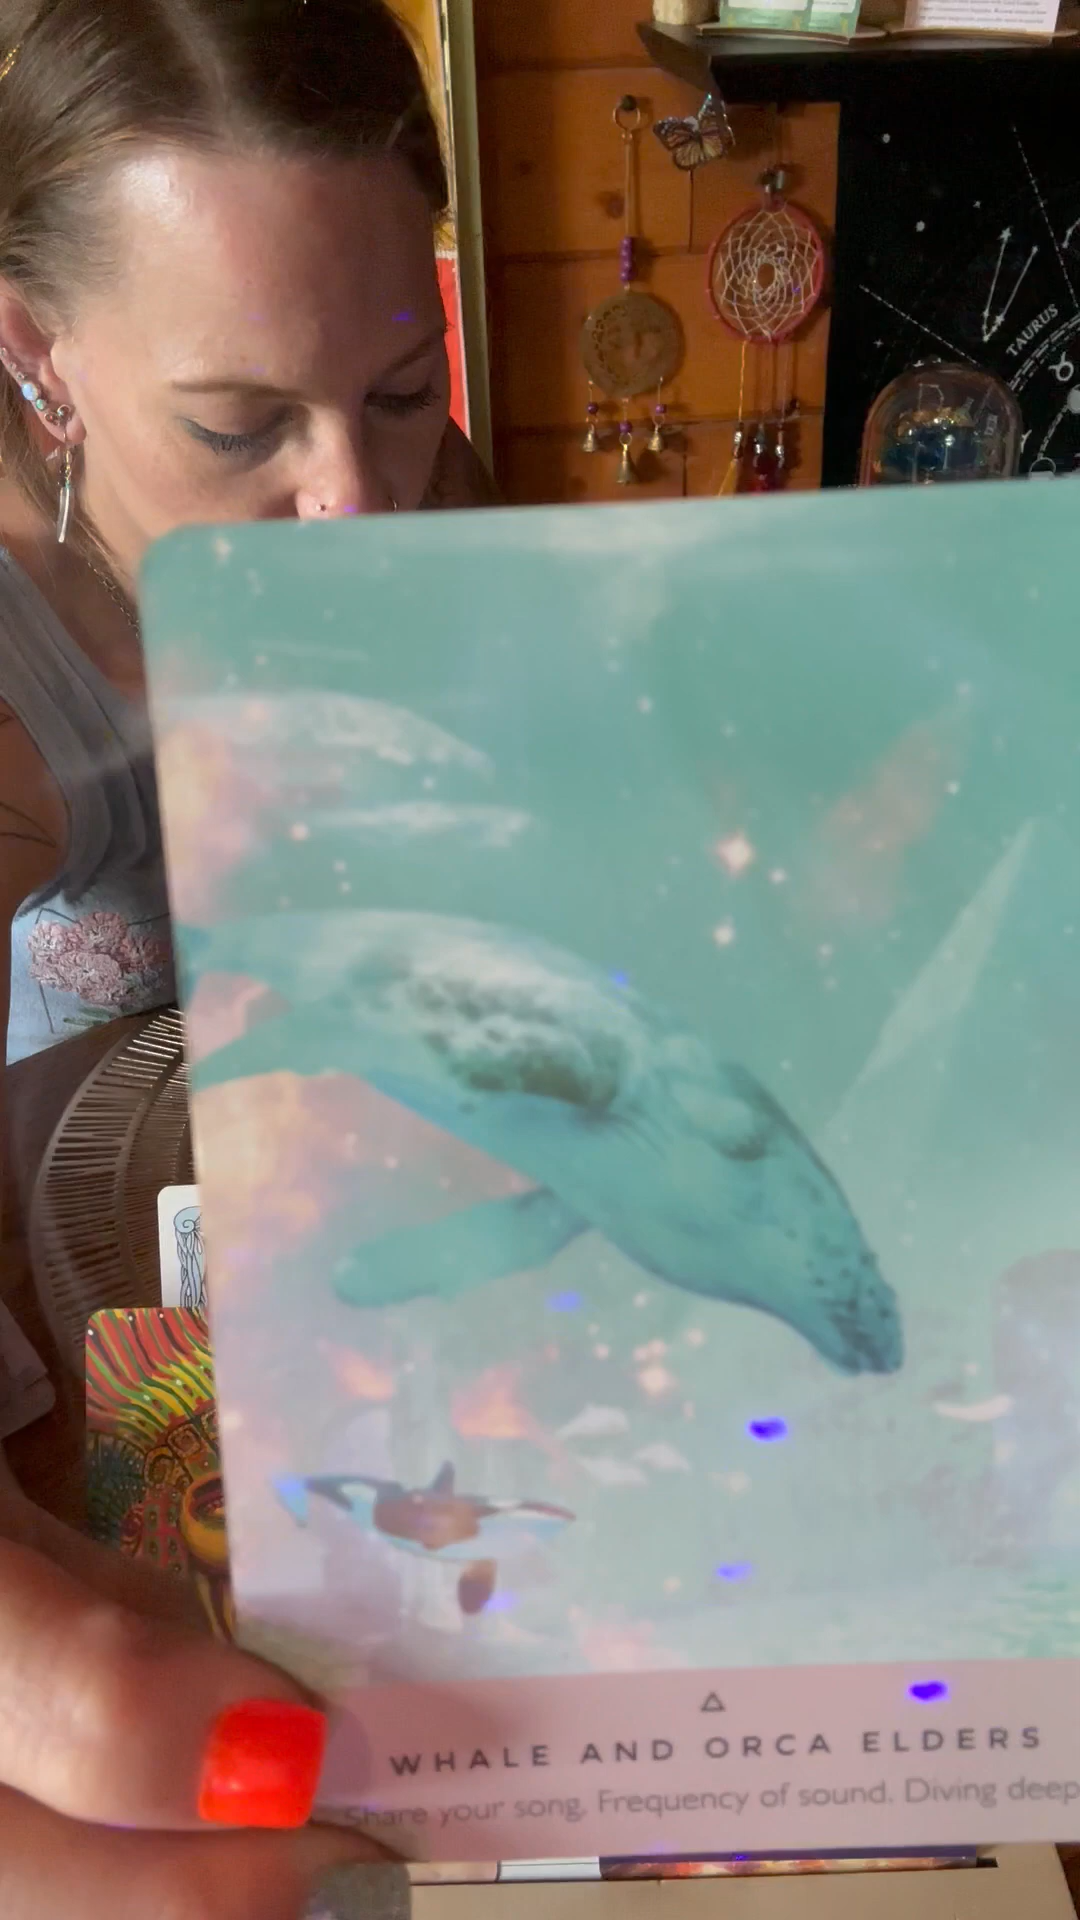 TAURUS
WHALE AND ORCA ELDERS
Share your song, Frequency of sound. Diving deep